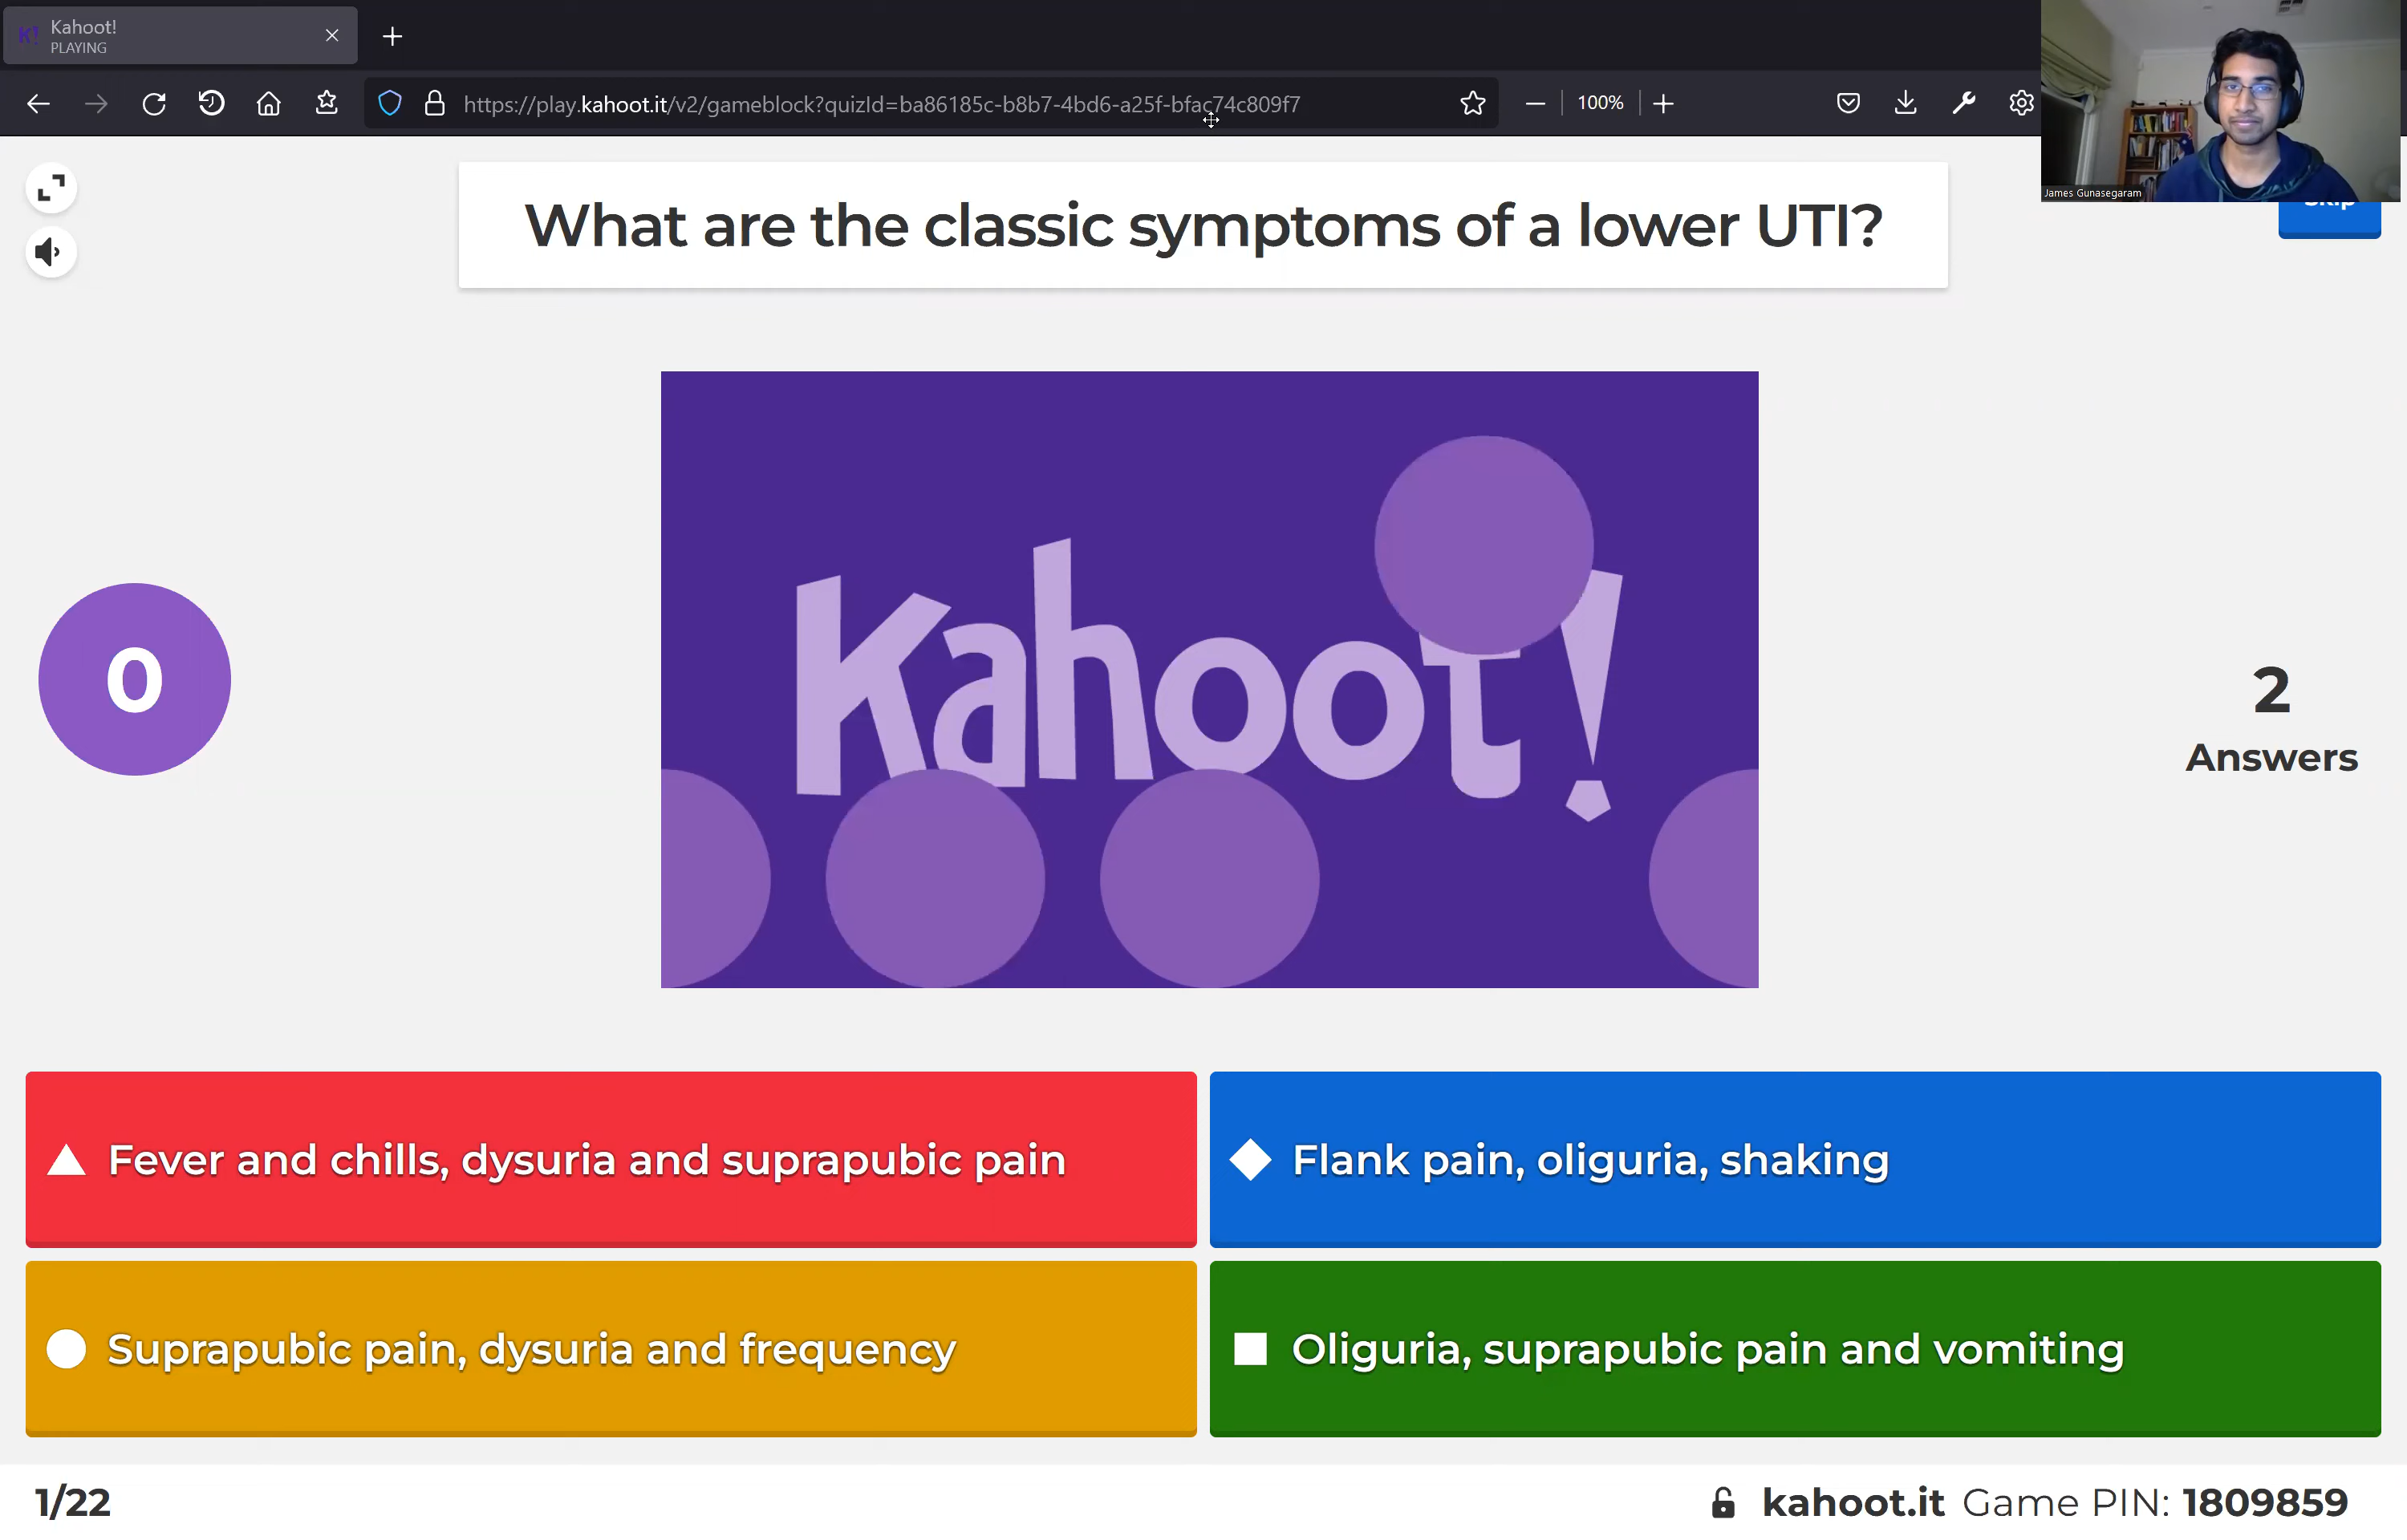 Kahoot!
PLAYING
https://play.kahoot.it/v2/gameblock?quizId=ba86185c-b8b7-4bd6-a25f-bfac74c809f7
100%
James Gunasegaram
Skip
What are the classic symptoms of a lower UTI?
Kahoot!
0
2
Answers
Fever and chills, dysuria and suprapubic pain
Flank pain, oliguria, shaking
Suprapubic pain, dysuria and frequency
Oliguria, suprapubic pain and vomiting
1/22
kahoot.it Game PIN: 1809859